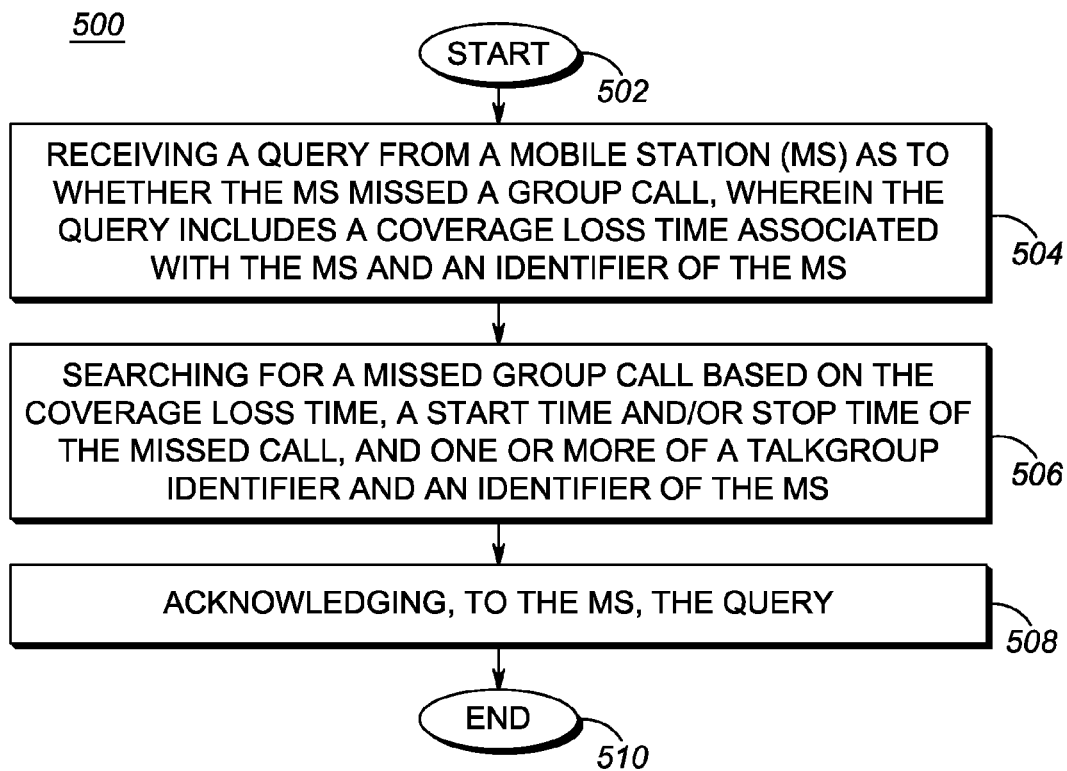 500
START
502
RECEIVING A QUERY FROM A MOBILE STATION (MS) AS TO
WHETHER THE MS MISSED A GROUP CALL, WHEREIN THE
QUERY INCLUDES A COVERAGE LOSS TIME ASSOCIATED
WITH THE MS AND AN IDENTIFIER OF THE MS
504
SEARCHING FOR A MISSED GROUP CALL BASED ON THE
COVERAGE LOSS TIME, A START TIME AND/OR STOP TIME OF
THE MISSED CALL, AND ONE OR MORE OF A TALKGROUP
IDENTIFIER AND AN IDENTIFIER OF THE MS
506
ACKNOWLEDGING, TO THE MS, THE QUERY
508
END
510